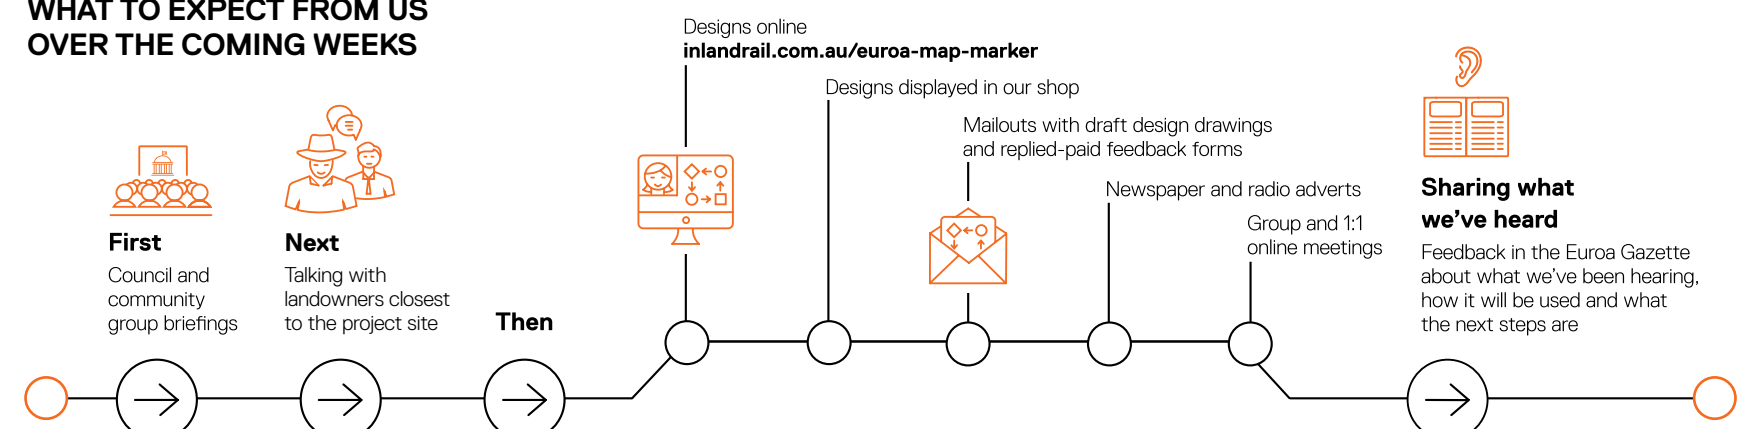 WHAT TO EXPECT FROM US
OVER THE COMING WEEKS
First
Council and
community
group briefings
Next
Talking with
landowners closest
to the project site
Then
Designs online
inlandrail.com.au/euroa-map-marker
Designs displayed in our shop
Mailouts with draft design drawings
and replied-paid feedback forms
Newspaper and radio adverts
Group and 1:1
online meetings
Sharing what
we've heard
Feedback in the Euroa Gazette
about what we've been hearing,
how it will be used and what
the next steps are